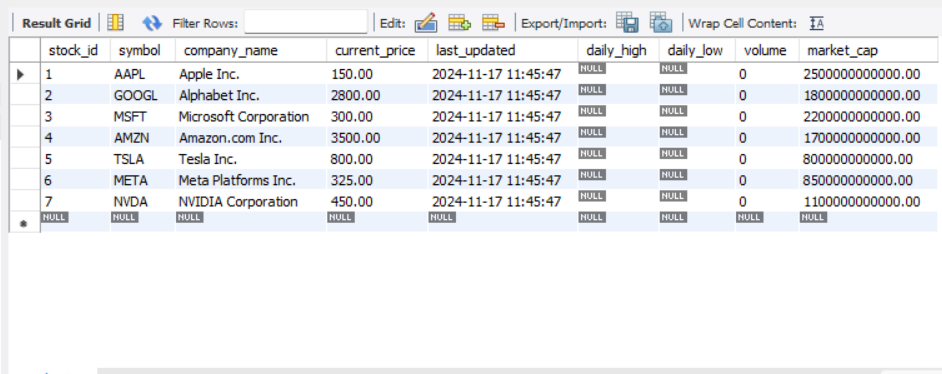 Result Grid Filter Rows: Edit: Export/Import: Wrap Cell Content: IA
stock_id symbol company_name current_price last_updated daily_high daily_low volume market_cap
1 AAPL Apple Inc. 150.00 2024-11-17 11:45:47 NULL NULL 0 2500000000000.00
2 GOOGL Alphabet Inc. 2800.00 2024-11-17 11:45:47 NULL NULL 0 1800000000000.00
3 MSFT Microsoft Corporation 300.00 2024-11-17 11:45:47 NULL NULL 0 2200000000000.00
4 AMZN Amazon.com Inc. 3500.00 2024-11-17 11:45:47 NULL NULL 0 1700000000000.00
5 TSLA Tesla Inc. 800.00 2024-11-17 11:45:47 NULL NULL 0 800000000000.00
6 META Meta Platforms Inc. 325.00 2024-11-17 11:45:47 NULL NULL 0 850000000000.00
7 NVDA NVIDIA Corporation 450.00 2024-11-17 11:45:47 NULL NULL 0 1100000000000.00
NULL NULL NULL NULL NULL NULL NULL NULL NULL